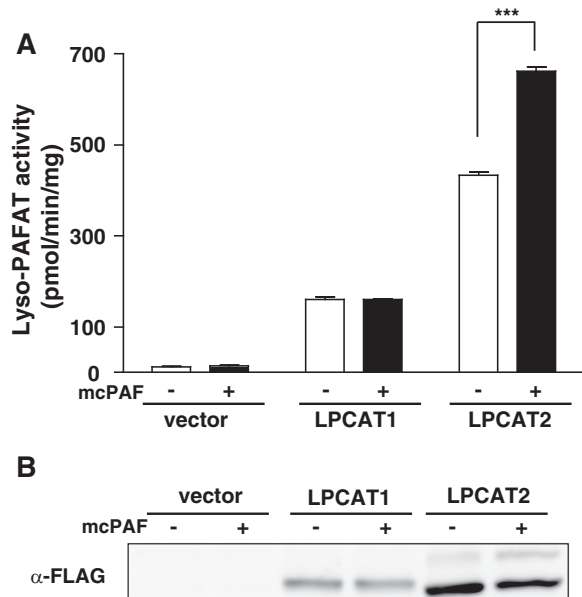 A
***
Lyso-PAFAT activity
(pmol/min/mg)
700
500
300
100
0
mcPAF - + - + - +
vector LPCAT1 LPCAT2
B
vector LPCAT1 LPCAT2
mcPAF - + - + - +
α-FLAG